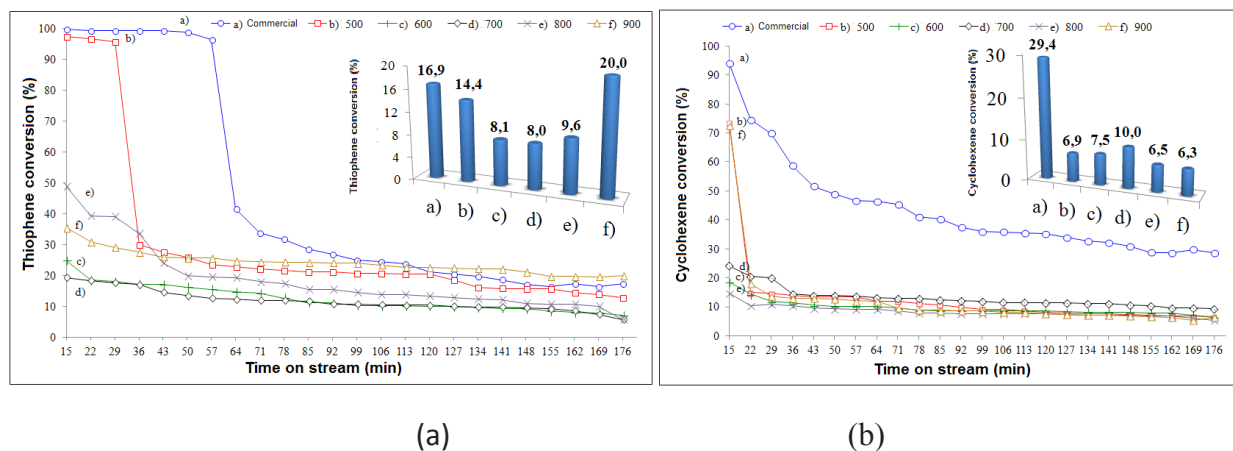 a) Commercial b) 500 c) 600 d) 700 e) 800 f) 900
Thiophene conversion (%)
100
90
80
70
60
50
40
30
20
10
0
a)
b)
e)
f)
c)
d)
15 22 29 36 43 50 57 64 71 78 85 92 99 106 113 120 127 134 141 148 155 162 169 176
Time on stream (min)
Thiophene conversion (%)
20
16
12
8
4
0
16,9 14,4 8,1 8,0 9,6 20,0
a) b) c) d) e) f)
(a)
a) Commercial b) 500 c) 600 d) 700 e) 800 f) 900
Cyclohexene conversion (%)
100
90
80
70
60
50
40
30
20
10
0
a)
b)
f)
d)
c)
e)
15 22 29 36 43 50 57 64 71 78 85 92 99 106 113 120 127 134 141 148 155 162 169 176
Time on stream (min)
Cyclohexene conversion (%)
30
20
10
0
29,4 6,9 7,5 10,0 6,5 6,3
a) b) c) d) e) f)
(b)